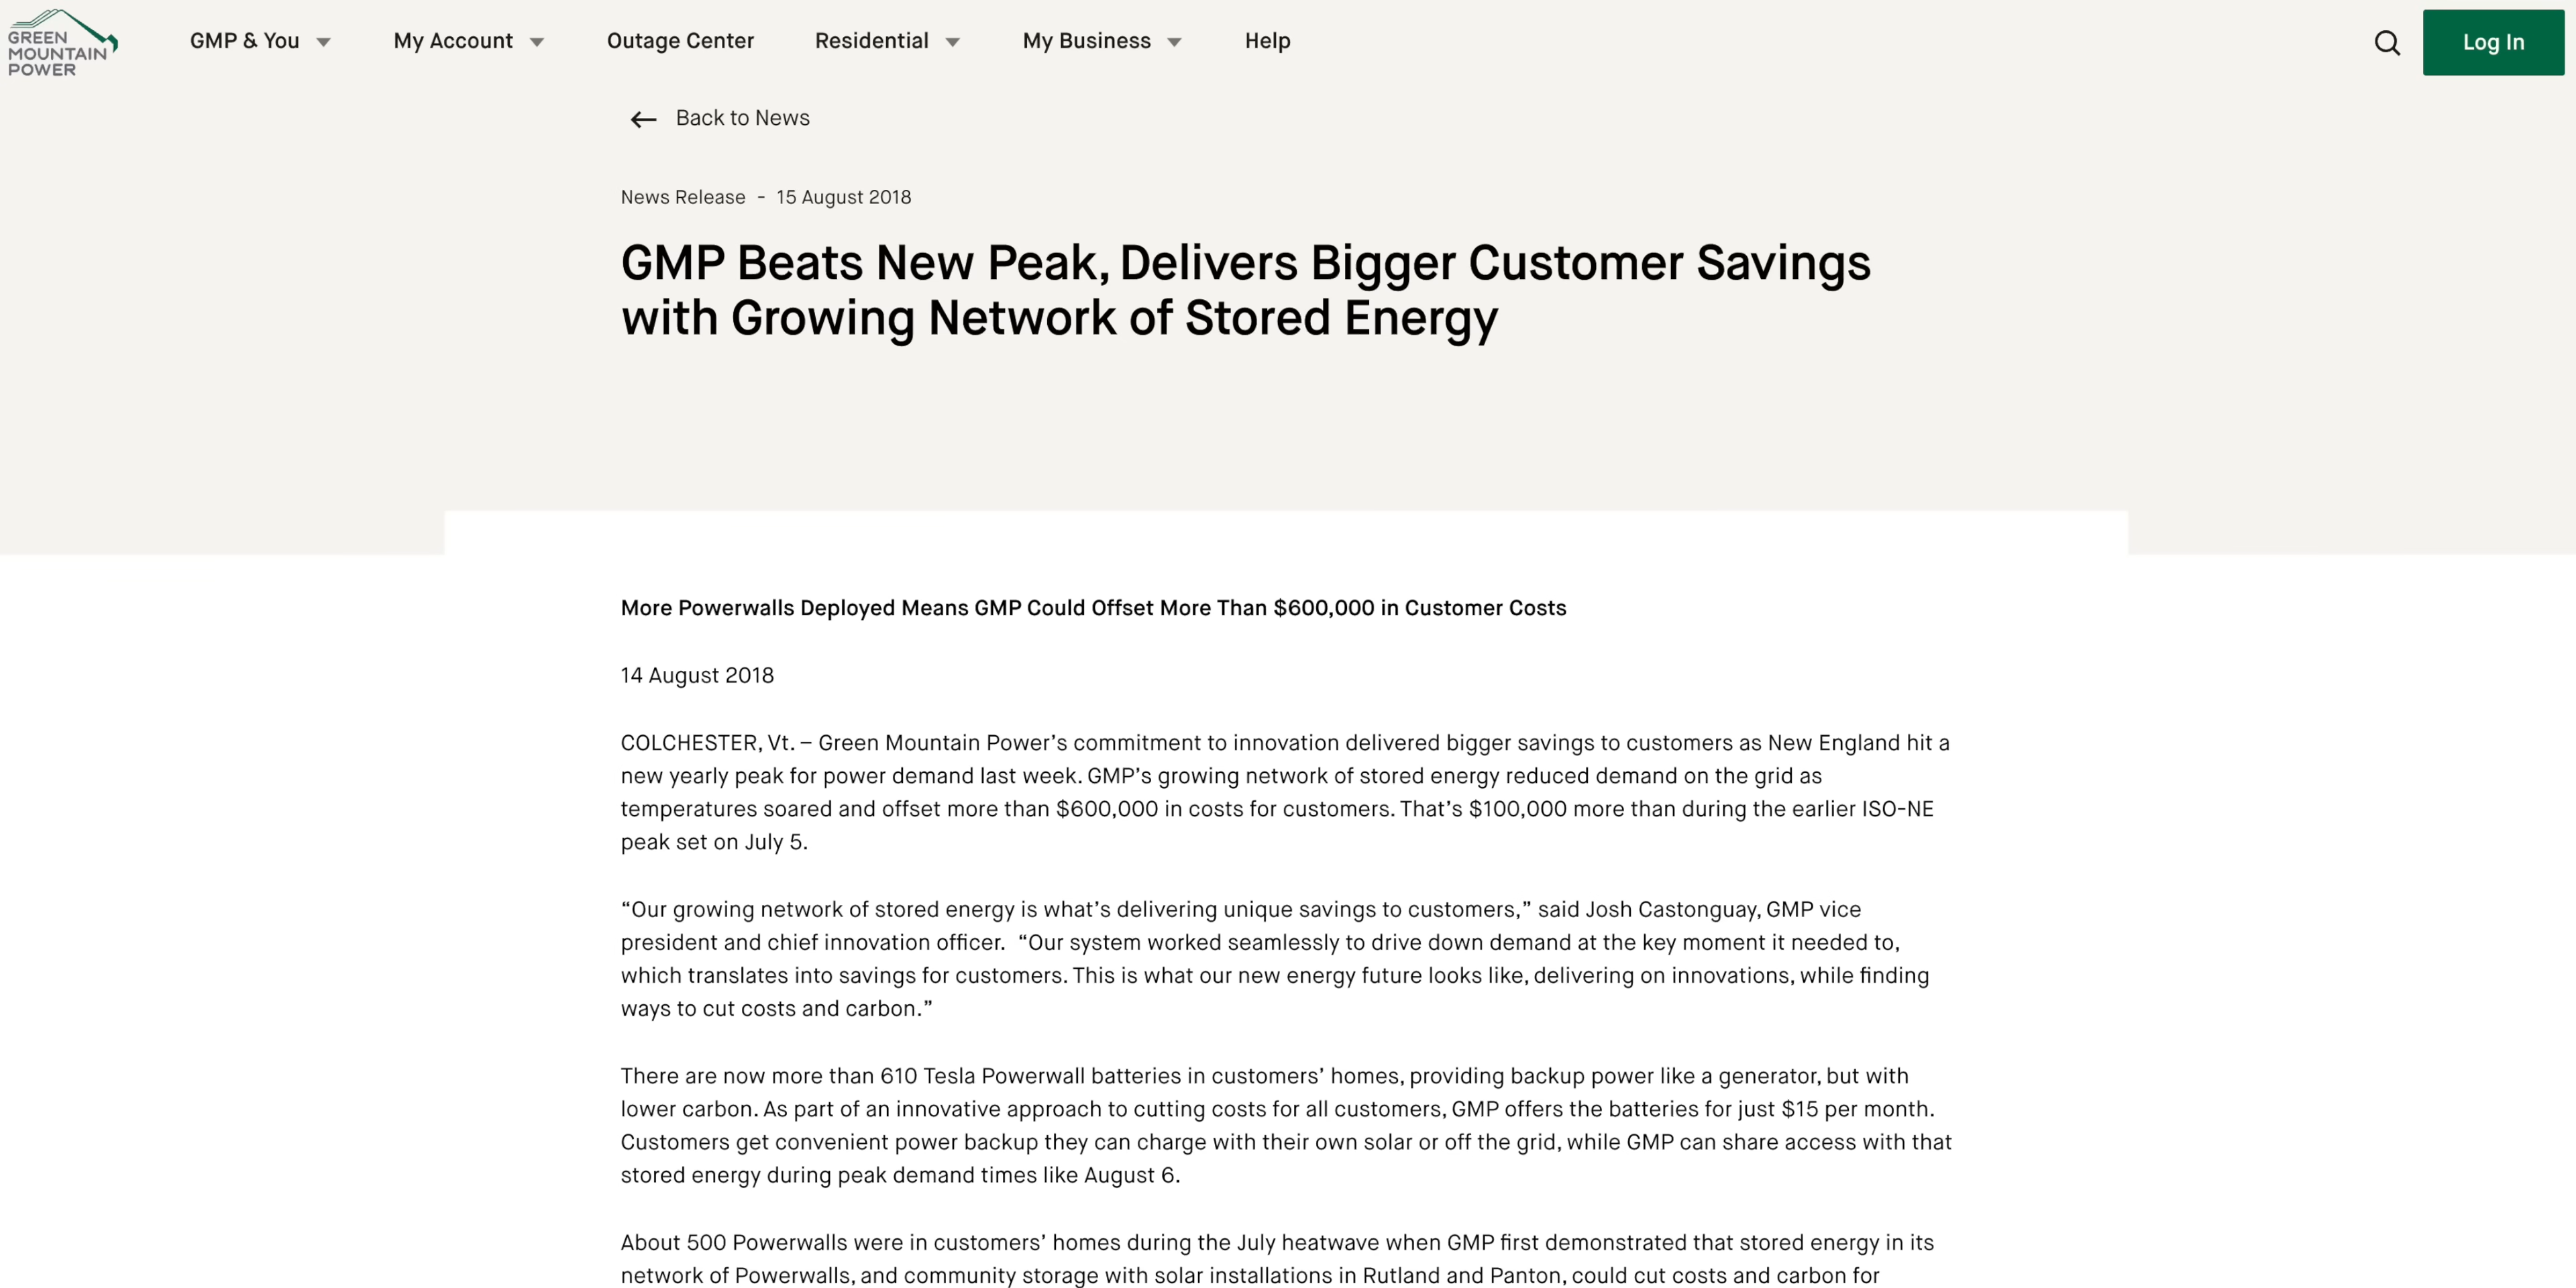 GREEN
MOUNTAIN
POWER
GMP & You
My Account
Outage Center
Residential
My Business
Help
Log In
Back to News
News Release - 15 August 2018
GMP Beats New Peak, Delivers Bigger Customer Savings
with Growing Network of Stored Energy
More Powerwalls Deployed Means GMP Could Offset More Than $600,000 in Customer Costs
14 August 2018
COLCHESTER, Vt. – Green Mountain Power’s commitment to innovation delivered bigger savings to customers as New England hit a
new yearly peak for power demand last week. GMP’s growing network of stored energy reduced demand on the grid as
temperatures soared and offset more than $600,000 in costs for customers. That’s $100,000 more than during the earlier ISO-NE
peak set on July 5.
“Our growing network of stored energy is what’s delivering unique savings to customers,” said Josh Castonguay, GMP vice
president and chief innovation officer.  “Our system worked seamlessly to drive down demand at the key moment it needed to,
which translates into savings for customers. This is what our new energy future looks like, delivering on innovations, while finding
ways to cut costs and carbon.”
There are now more than 610 Tesla Powerwall batteries in customers’ homes, providing backup power like a generator, but with
lower carbon. As part of an innovative approach to cutting costs for all customers, GMP offers the batteries for just $15 per month.
Customers get convenient power backup they can charge with their own solar or off the grid, while GMP can share access with that
stored energy during peak demand times like August 6.
About 500 Powerwalls were in customers’ homes during the July heatwave when GMP first demonstrated that stored energy in its
network of Powerwalls, and community storage with solar installations in Rutland and Panton, could cut costs and carbon for